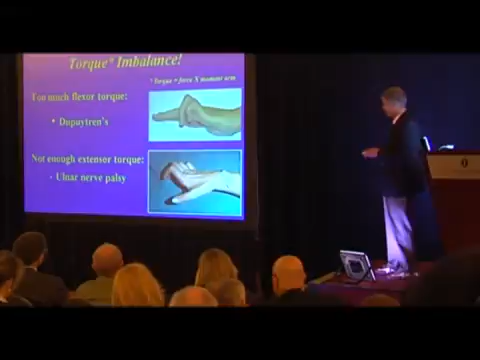 Torque* Imbalance!
* Torque = force X moment arm
Too much flexor torque:
• Dupuytren's
Not enough extensor torque:
- Ulnar nerve palsy